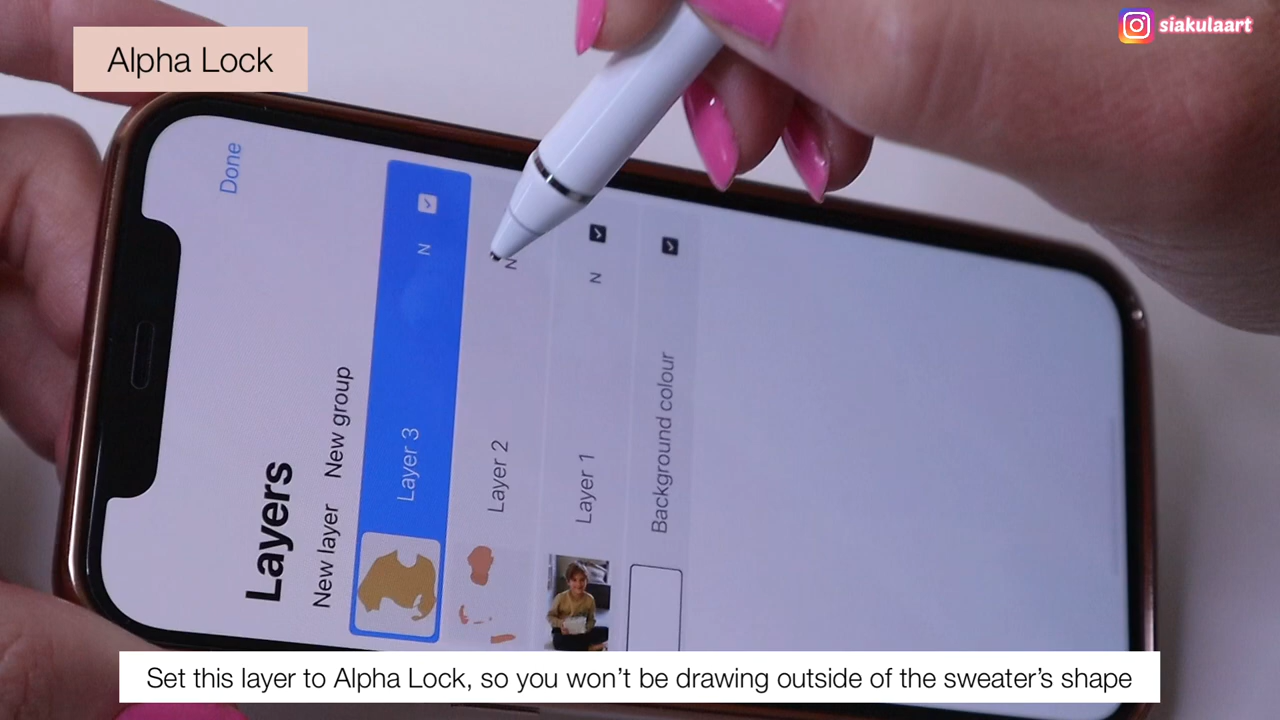 Alpha Lock
siakulaart
Done
Layers
New layer New group
Layer 3 N
Layer 2 N
Layer 1 N
Background colour
Set this layer to Alpha Lock, so you won't be drawing outside of the sweater's shape